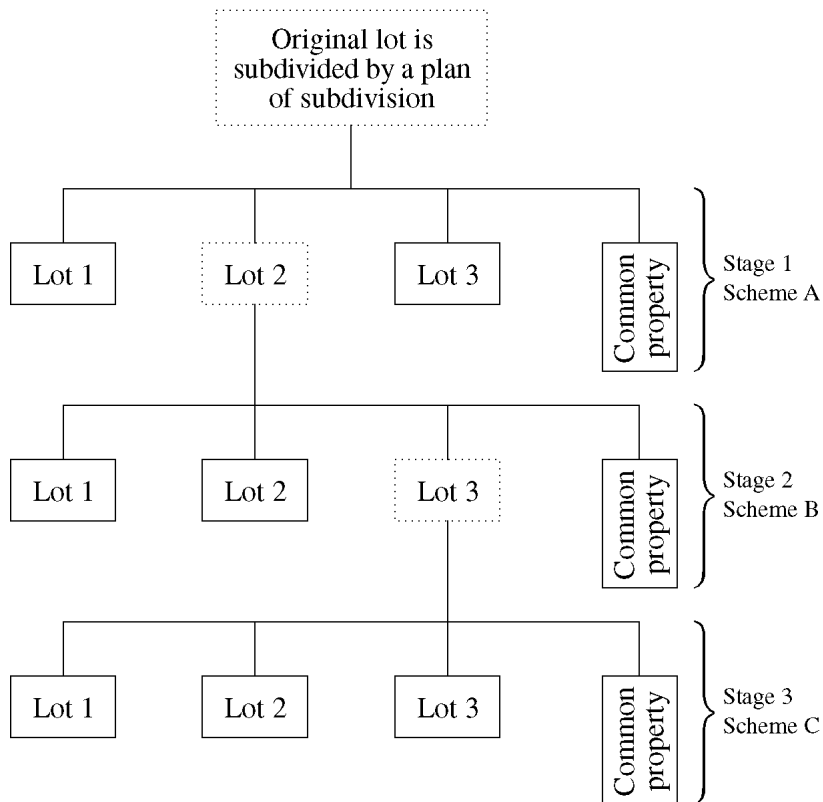 Original lot is
subdivided by a plan
of subdivision
Lot 1
Lot 2
Lot 3
Common
property
Stage 1
Scheme A
Lot 1
Lot 2
Lot 3
Common
property
Stage 2
Scheme B
Lot 1
Lot 2
Lot 3
Common
property
Stage 3
Scheme C